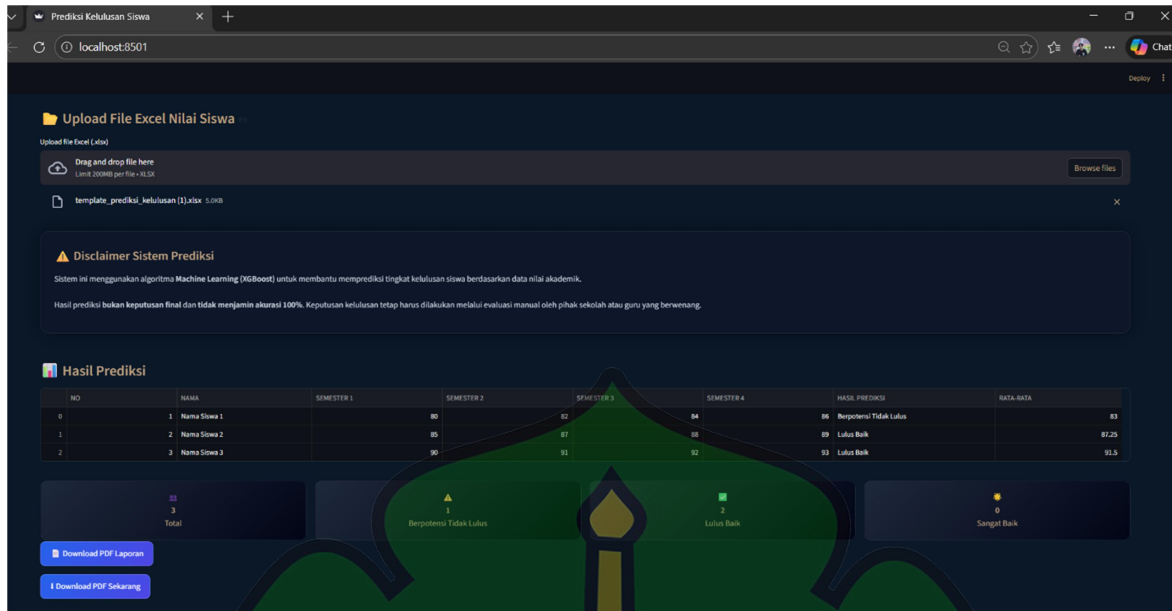 Prediksi Kelulusan Siswa
localhost:8501
Chat
Deploy
Upload File Excel Nilai Siswa
Upload file Excel (.xlsx)
Drag and drop file here
Limit 200MB per file • XLSX
Browse files
template_prediksi_kelulusan (1).xlsx 5.0KB
Disclaimer Sistem Prediksi
Sistem ini menggunakan algoritma Machine Learning (XGBoost) untuk membantu memprediksi tingkat kelulusan siswa berdasarkan data nilai akademik.
Hasil prediksi bukan keputusan final dan tidak menjamin akurasi 100%. Keputusan kelulusan tetap harus dilakukan melalui evaluasi manual oleh pihak sekolah atau guru yang berwenang.
Hasil Prediksi
NO NAMA SEMESTER 1 SEMESTER 2 SEMESTER 3 SEMESTER 4 HASIL PREDIKSI RATA-RATA
0 1 Nama Siswa 1 80 82 84 86 Berpotensi Tidak Lulus 83
1 2 Nama Siswa 2 85 87 88 89 Lulus Baik 87.25
2 3 Nama Siswa 3 90 91 92 93 Lulus Baik 91.5
3
Total
1
Berpotensi Tidak Lulus
2
Lulus Baik
0
Sangat Baik
Download PDF Laporan
Download PDF Sekarang